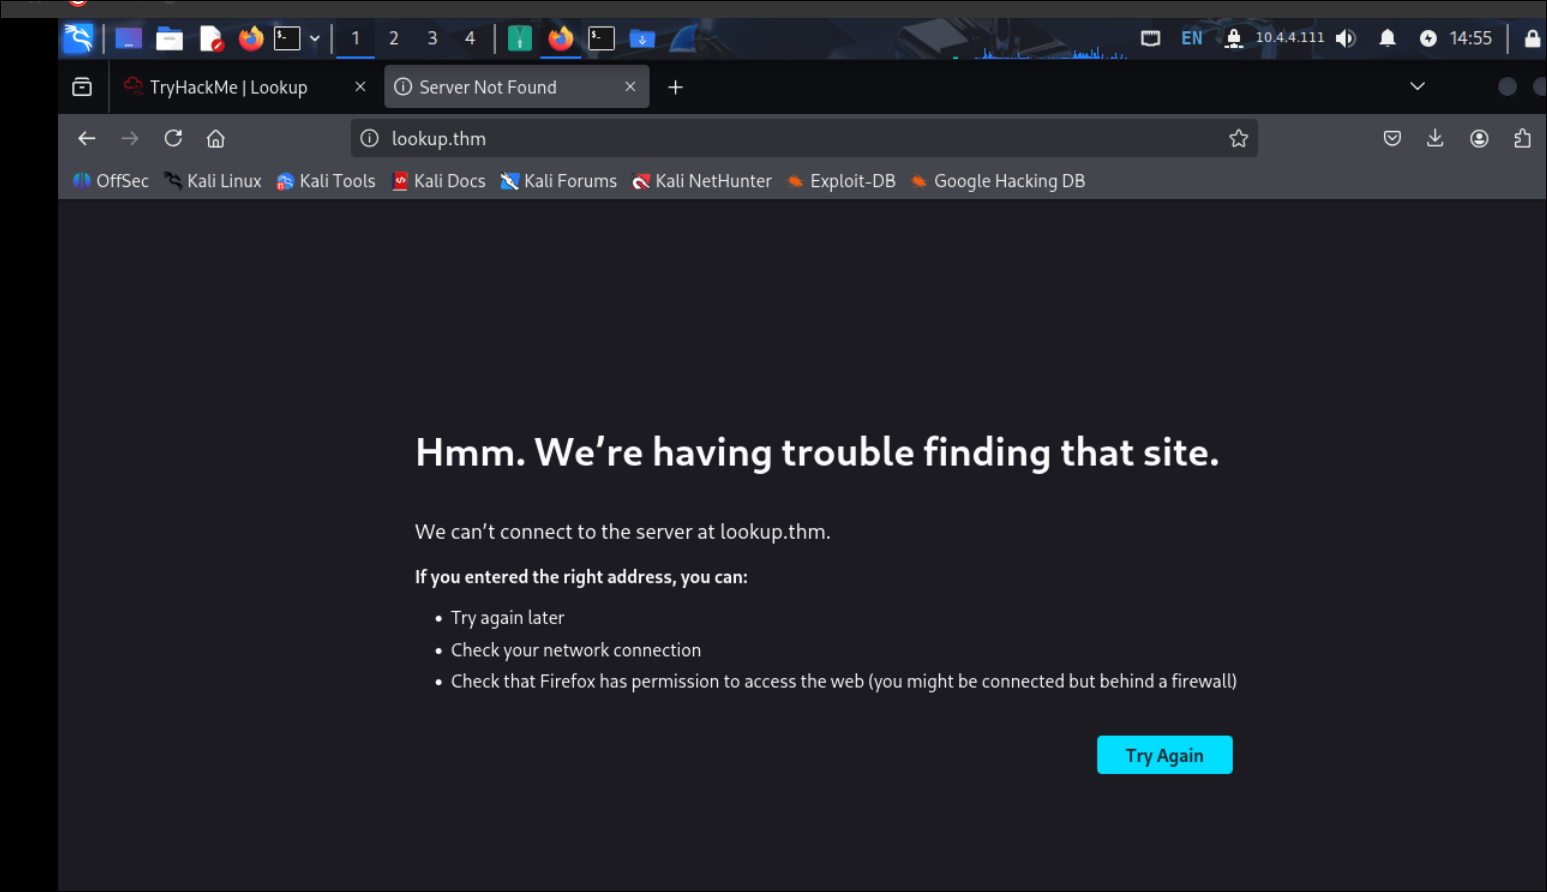 1 2 3 4 EN 10.4.4.111 14:55
TryHackMe | Lookup Server Not Found
lookup.thm
OffSec Kali Linux Kali Tools Kali Docs Kali Forums Kali NetHunter Exploit-DB Google Hacking DB
Hmm. We’re having trouble finding that site.
We can’t connect to the server at lookup.thm.
If you entered the right address, you can:
• Try again later
• Check your network connection
• Check that Firefox has permission to access the web (you might be connected but behind a firewall)
Try Again